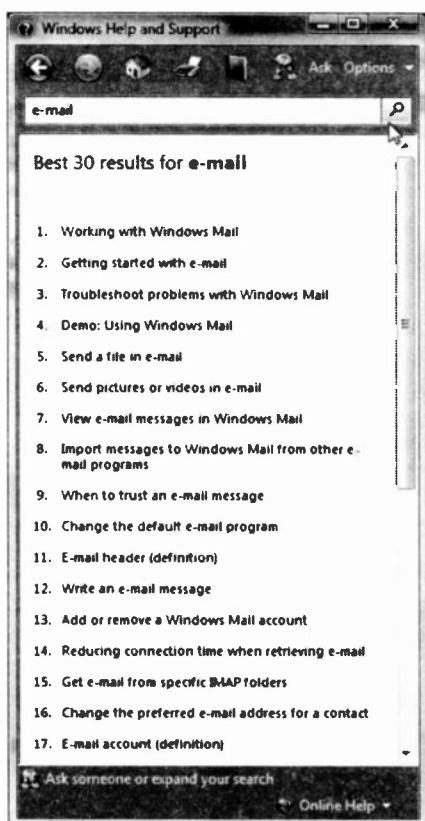 Windows Help and Support
Ask Options
e-mail
Best 30 results for e-mail
1. Working with Windows Mail
2. Getting started with e-mail
3. Troubleshoot problems with Windows Mail
4. Demo: Using Windows Mail
5. Send a file in e-mail
6. Send pictures or videos in e-mail
7. View e-mail messages in Windows Mail
8. Import messages to Windows Mail from other e-
mail programs
9. When to trust an e-mail message
10. Change the default e-mail program
11. E-mail header (definition)
12. Write an e-mail message
13. Add or remove a Windows Mail account
14. Reducing connection time when retrieving e-mail
15. Get e-mail from specific IMAP folders
16. Change the preferred e-mail address for a contact
17. E-mail account (definition)
Ask someone or expand your search
Online Help